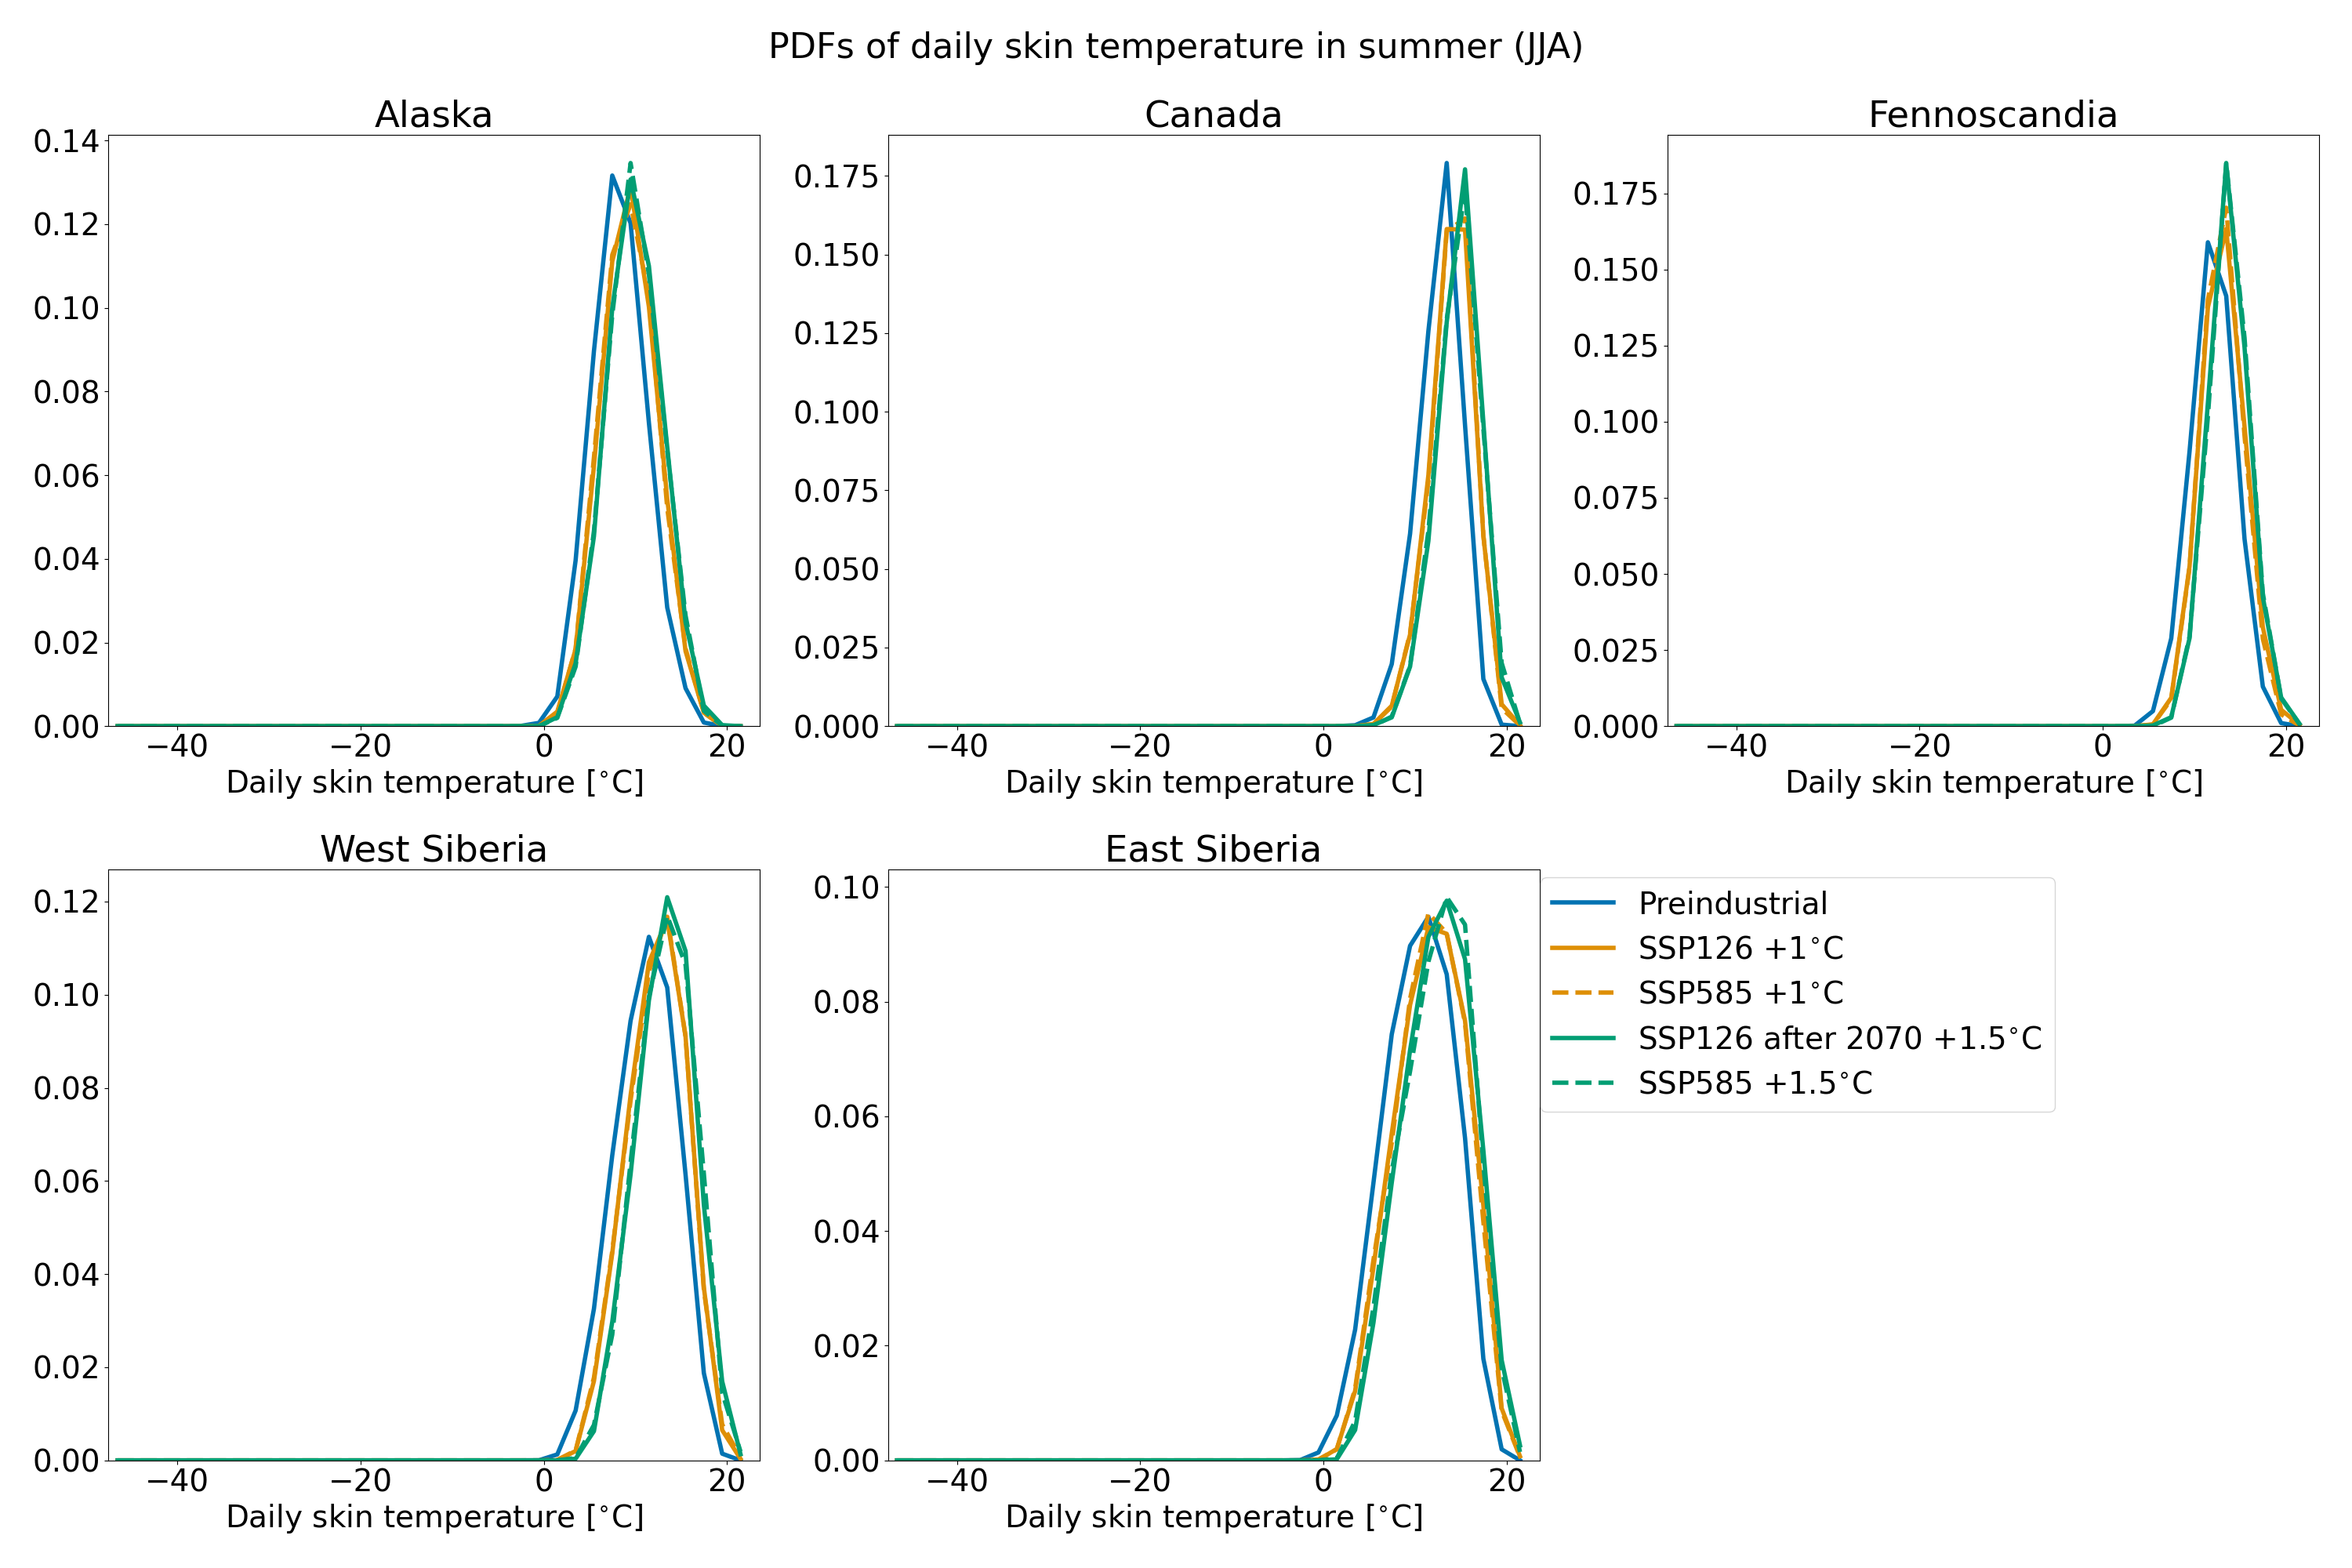 PDFs of daily skin temperature in summer (JJA)
Alaska
0.14
0.12
0.10
0.08
0.06
0.04
0.02
0.00
−40 −20 0 20
Daily skin temperature [°C]
Canada
0.175
0.150
0.125
0.100
0.075
0.050
0.025
0.000
−40 −20 0 20
Daily skin temperature [°C]
Fennoscandia
0.175
0.150
0.125
0.100
0.075
0.050
0.025
0.000
−40 −20 0 20
Daily skin temperature [°C]
West Siberia
0.12
0.10
0.08
0.06
0.04
0.02
0.00
−40 −20 0 20
Daily skin temperature [°C]
East Siberia
0.10
0.08
0.06
0.04
0.02
0.00
−40 −20 0 20
Daily skin temperature [°C]
Preindustrial
SSP126 +1°C
SSP585 +1°C
SSP126 after 2070 +1.5°C
SSP585 +1.5°C